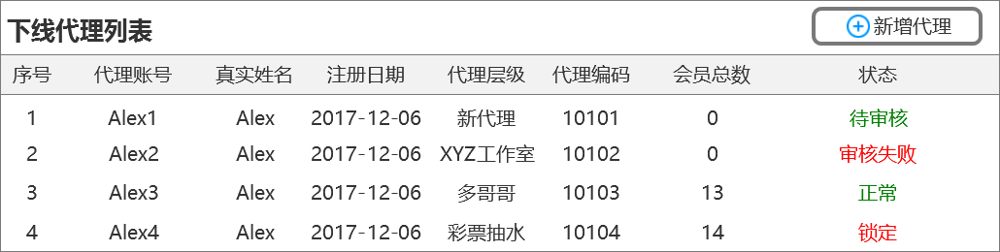 下线代理列表 新增代理
序号 代理账号 真实姓名 注册日期 代理层级 代理编码 会员总数 状态
1 Alex1 Alex 2017-12-06 新代理 10101 0 待审核
2 Alex2 Alex 2017-12-06 XYZ工作室 10102 0 审核失败
3 Alex3 Alex 2017-12-06 多哥哥 10103 13 正常
4 Alex4 Alex 2017-12-06 彩票抽水 10104 14 锁定